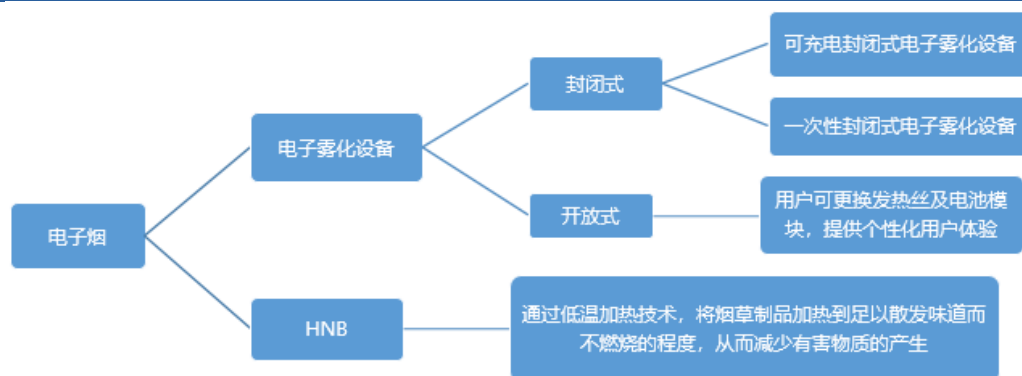 可充电封闭式电子雾化设备
封闭式
一次性封闭式电子雾化设备
电子雾化设备
用户可更换发热丝及电池模
块，提供个性化用户体验
开放式
电子烟
HNB
通过低温加热技术，将烟草制品加热到足以散发味道而
不燃烧的程度，从而减少有害物质的产生